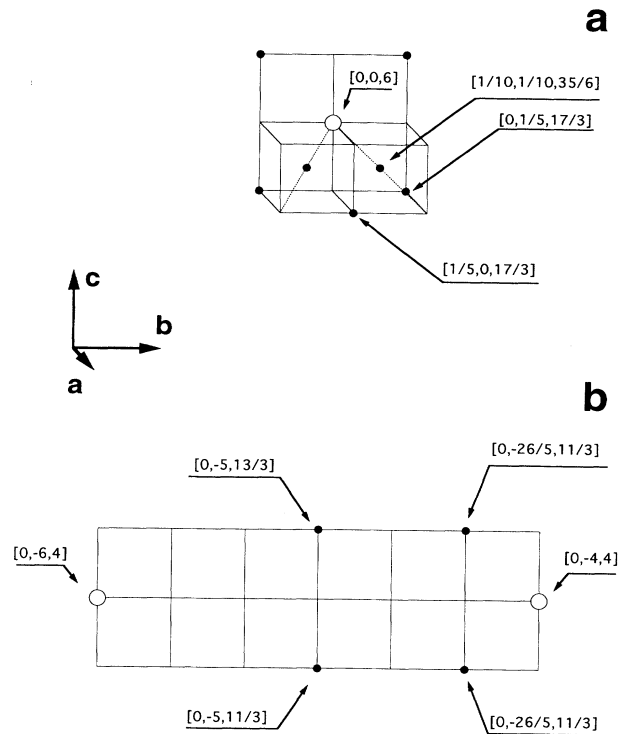 a
[0,0,6]
[1/10,1/10,35/6]
[0,1/5,17/3]
[1/5,0,17/3]
c
b
a
b
[0,-26/5,11/3]
[0,-5,13/3]
[0,-6,4]
[0,-4,4]
[0,-5,11/3]
[0,-26/5,11/3]